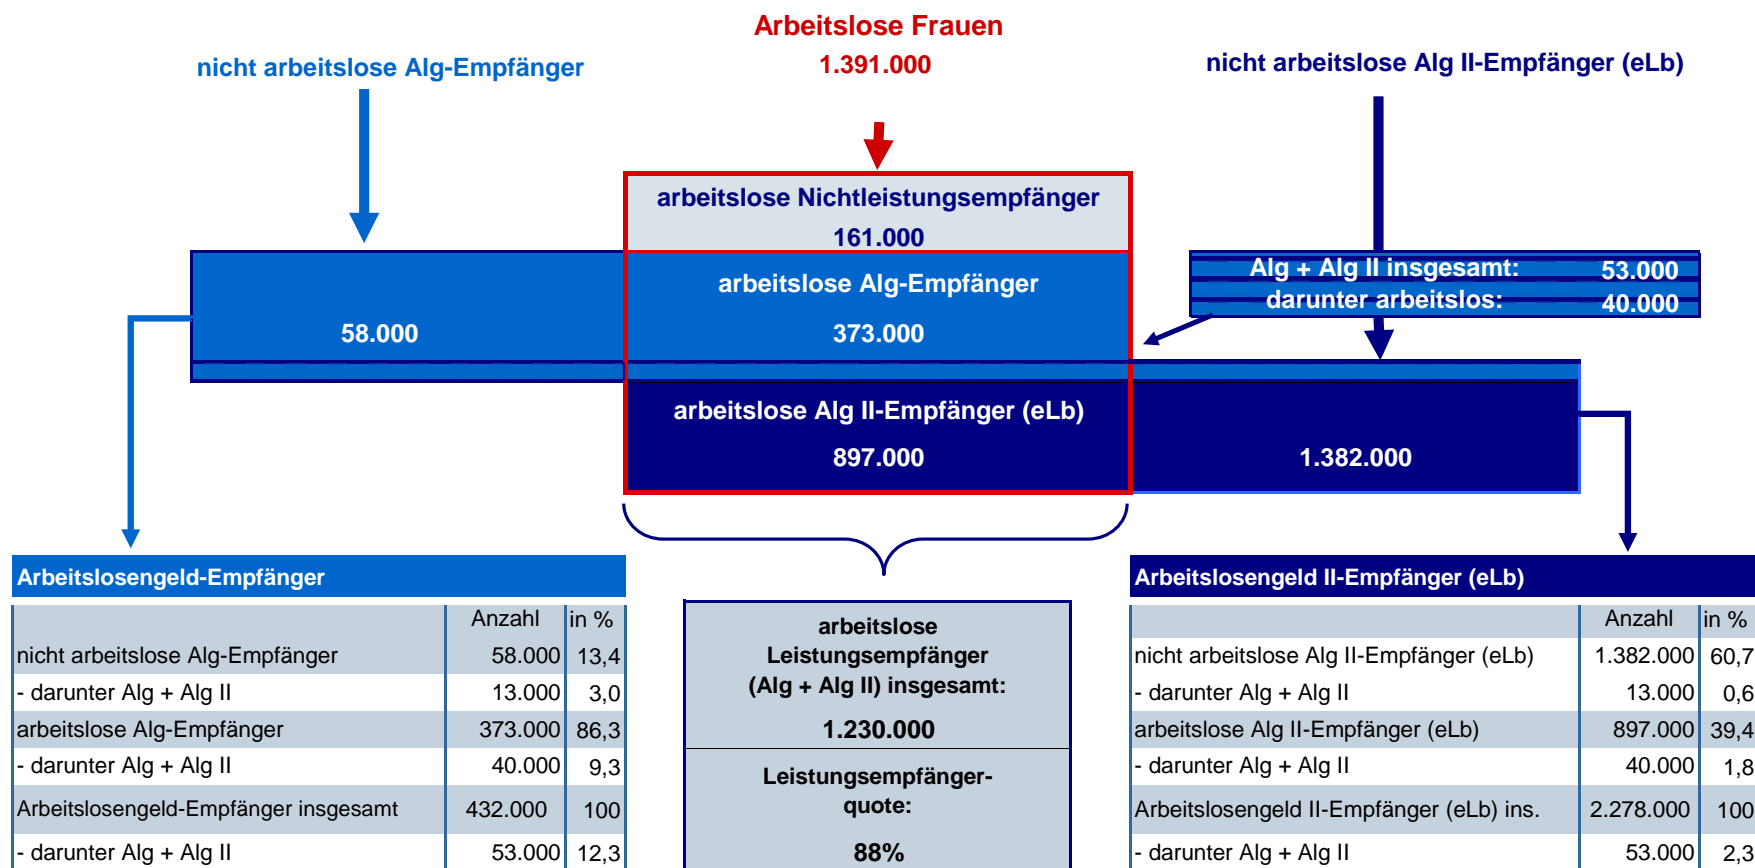 Arbeitslose Frauen
1.391.000
nicht arbeitslose Alg-Empfänger
nicht arbeitslose Alg II-Empfänger (eLb)
arbeitslose Nichtleistungsempfänger
161.000
arbeitslose Alg-Empfänger
58.000
373.000
Alg + Alg II insgesamt: 53.000
darunter arbeitslos: 40.000
arbeitslose Alg II-Empfänger (eLb)
897.000
1.382.000
Arbeitslosengeld-Empfänger
Anzahl in %
nicht arbeitslose Alg-Empfänger 58.000 13,4
- darunter Alg + Alg II 13.000 3,0
arbeitslose Alg-Empfänger 373.000 86,3
- darunter Alg + Alg II 40.000 9,3
Arbeitslosengeld-Empfänger insgesamt 432.000 100
- darunter Alg + Alg II 53.000 12,3
arbeitslose
Leistungsempfänger
(Alg + Alg II) insgesamt:
1.230.000
Leistungsempfänger-
quote:
88%
Arbeitslosengeld II-Empfänger (eLb)
Anzahl in %
nicht arbeitslose Alg II-Empfänger (eLb) 1.382.000 60,7
- darunter Alg + Alg II 13.000 0,6
arbeitslose Alg II-Empfänger (eLb) 897.000 39,4
- darunter Alg + Alg II 40.000 1,8
Arbeitslosengeld II-Empfänger (eLb) ins. 2.278.000 100
- darunter Alg + Alg II 53.000 2,3